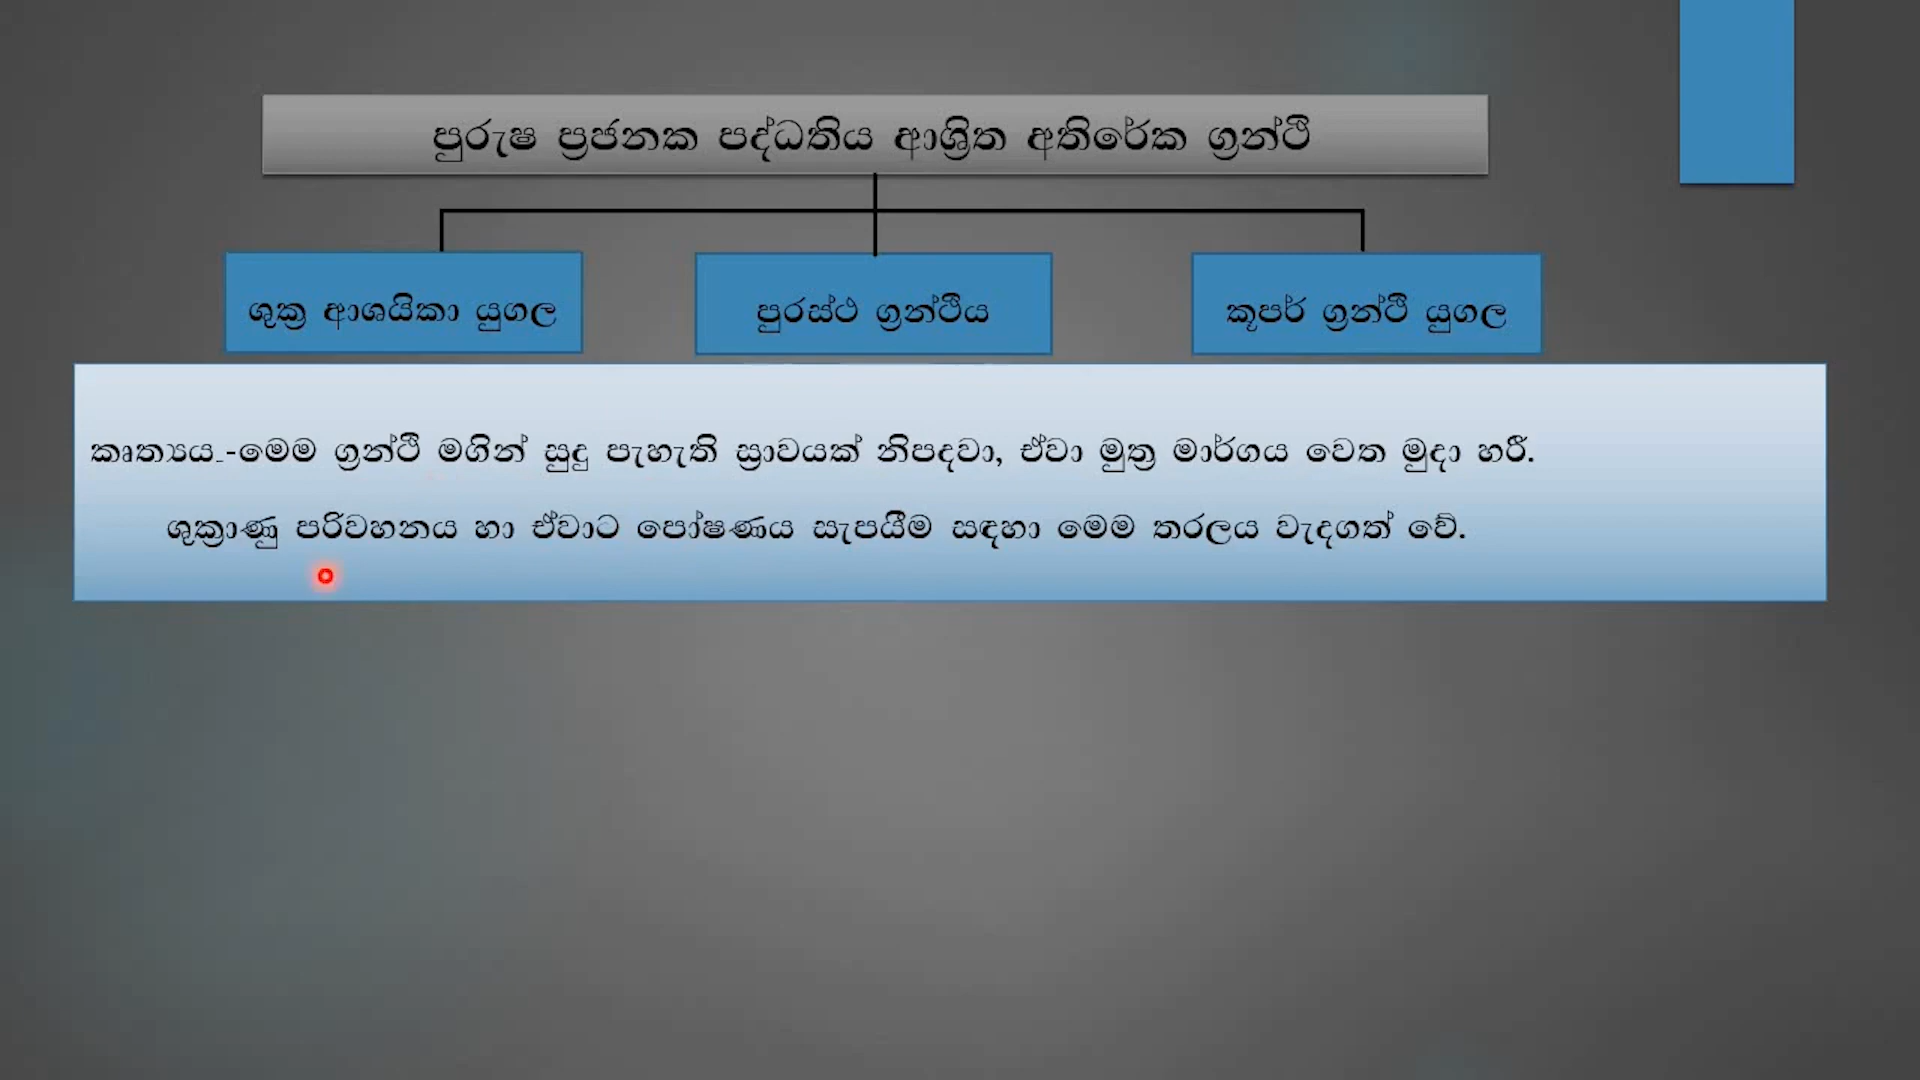 පුරුෂ ප්‍රජනක පද්ධතිය ආශ්‍රිත අතිරේක ග්‍රන්ථි
ශුක්‍ර ආශයිකා යුගල
පුරස්ථ ග්‍රන්ථිය
කූපර් ග්‍රන්ථි යුගල
කෘත්‍යය.-මෙම ග්‍රන්ථි මගින් සුදු පැහැති ස්‍රාවයක් නිපදවා, ඒවා මුත්‍ර මාර්ගය වෙත මුදා හරී.
ශුක්‍රාණු පරිවහනය හා ඒවාට පෝෂණය සැපයීම සඳහා මෙම තරලය වැදගත් වේ.